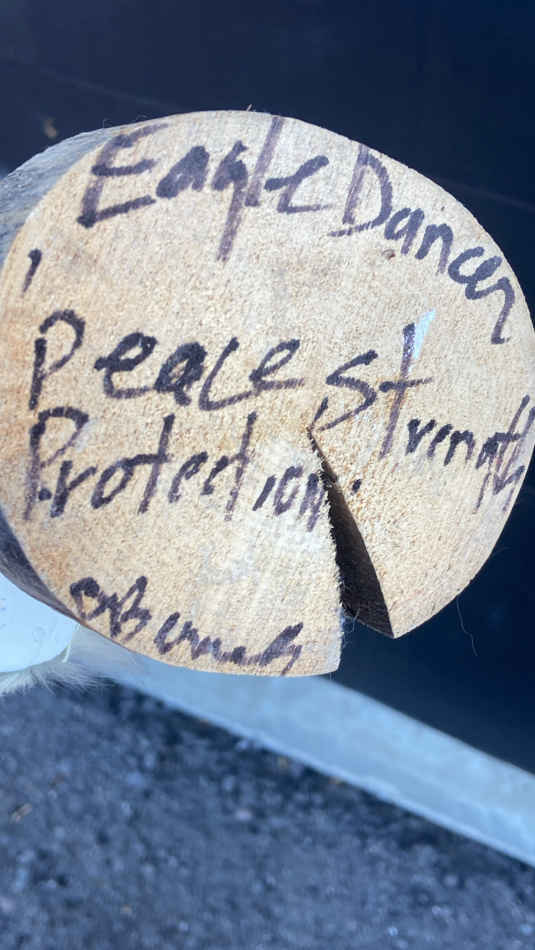 Eagle Dancer
Peace Strength
Protection